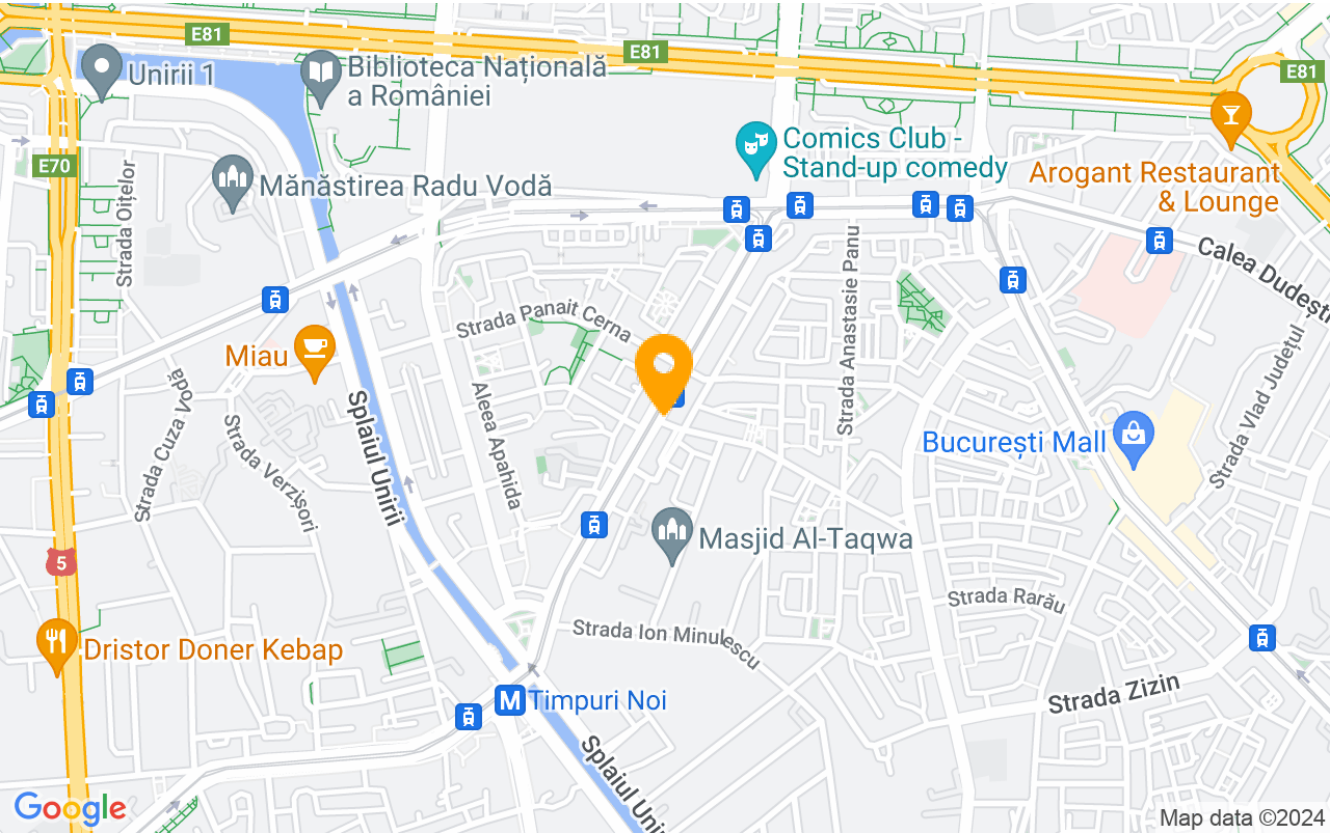 E81
E81
E81
Unirii 1
Biblioteca Națională
a României
Comics Club -
Stand-up comedy
E70
Mănăstirea Radu Vodă
Arogant Restaurant
& Lounge
Strada Oițelor
Calea Dudești
Strada Panait Cerna
Strada Anastasie Panu
Miau
Strada Vlad Județul
Strada Cuza Vodă
Splaiul Unirii
Aleea Apahida
Strada Verzișori
București Mall
5
Masjid Al-Taqwa
Strada Rarău
Strada Ion Minulescu
Dristor Doner Kebap
M Timpuri Noi
Strada Zizin
Splaiul Unirii
Google
Map data ©2024